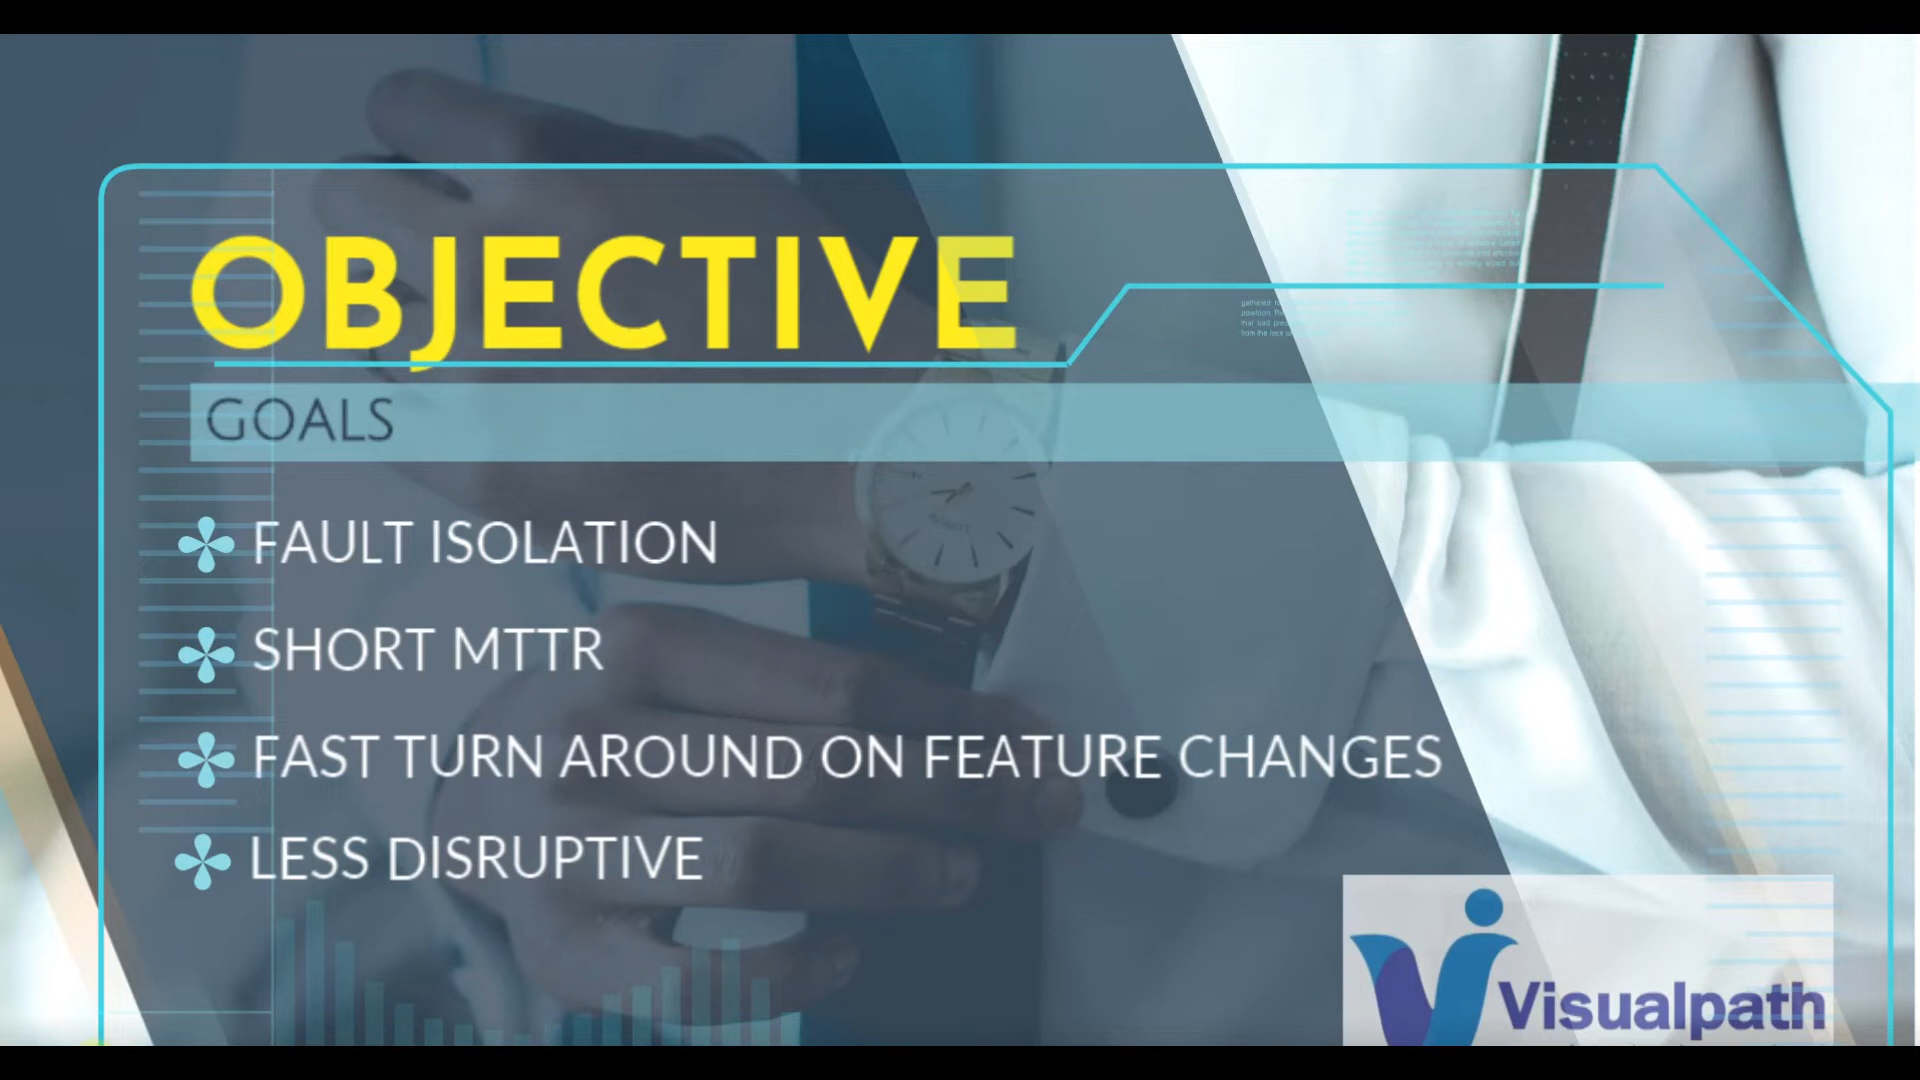 OBJECTIVE
GOALS
FAULT ISOLATION
SHORT MTTR
FAST TURN AROUND ON FEATURE CHANGES
LESS DISRUPTIVE
Visualpath